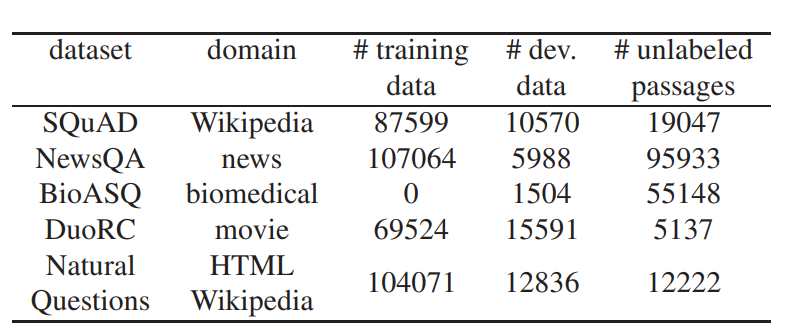 dataset domain # training # dev. # unlabeled
data data passages
SQuAD Wikipedia 87599 10570 19047
NewsQA news 107064 5988 95933
BioASQ biomedical 0 1504 55148
DuoRC movie 69524 15591 5137
Natural HTML
104071 12836 12222
Questions Wikipedia